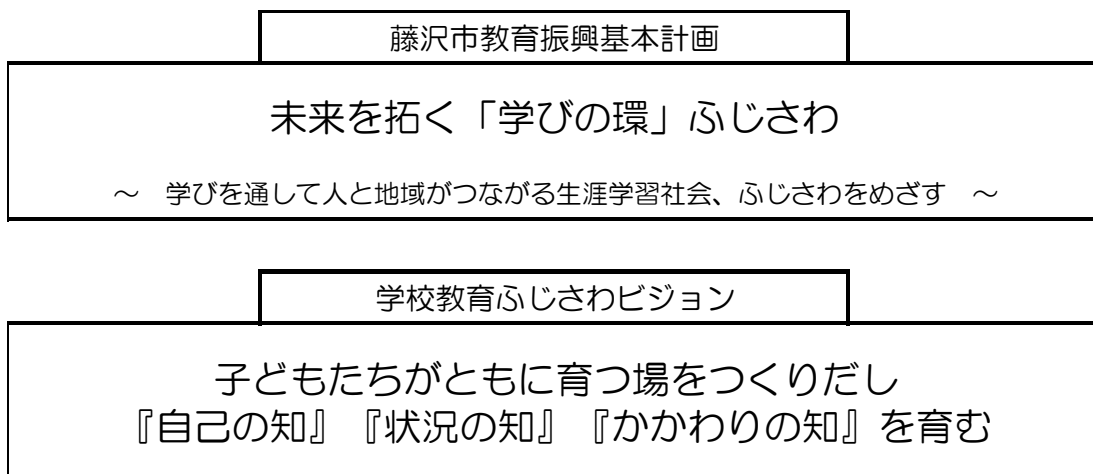 藤沢市教育振興基本計画
未来を拓く「学びの環」ふじさわ
～　学びを通して人と地域がつながる生涯学習社会、ふじさわをめざす　～
学校教育ふじさわビジョン
子どもたちがともに育つ場をつくりだし
『自己の知』『状況の知』『かかわりの知』を育む